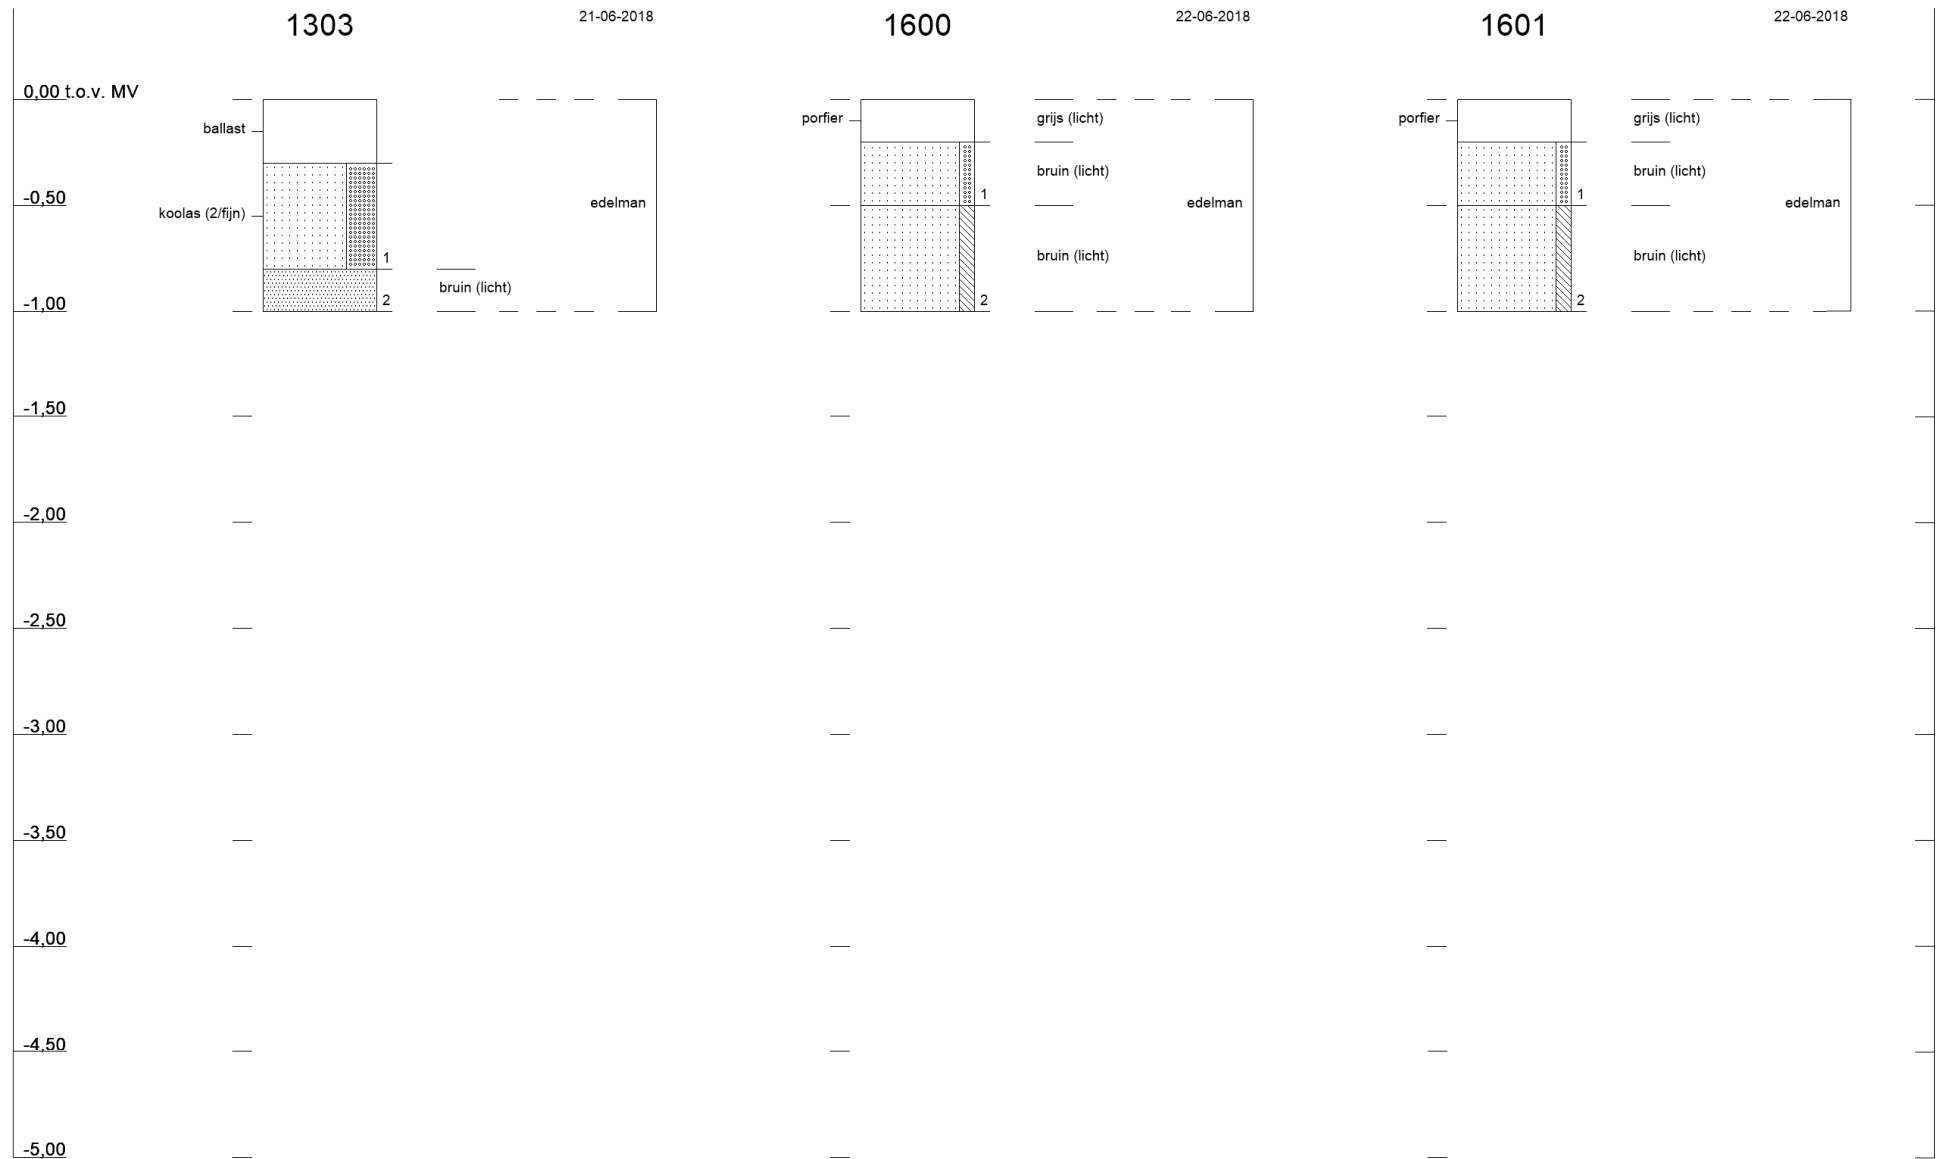 1303 21-06-2018 1600 22-06-2018 1601 22-06-2018
0,00 t.o.v. MV
ballast porfier grijs (licht) porfier grijs (licht)
bruin (licht) bruin (licht)
-0,50 koolas (2/fijn) edelman 1 edelman 1 edelman
1 bruin (licht) bruin (licht)
-1,00 2 bruin (licht) 2 2
-1,50
-2,00
-2,50
-3,00
-3,50
-4,00
-4,50
-5,00